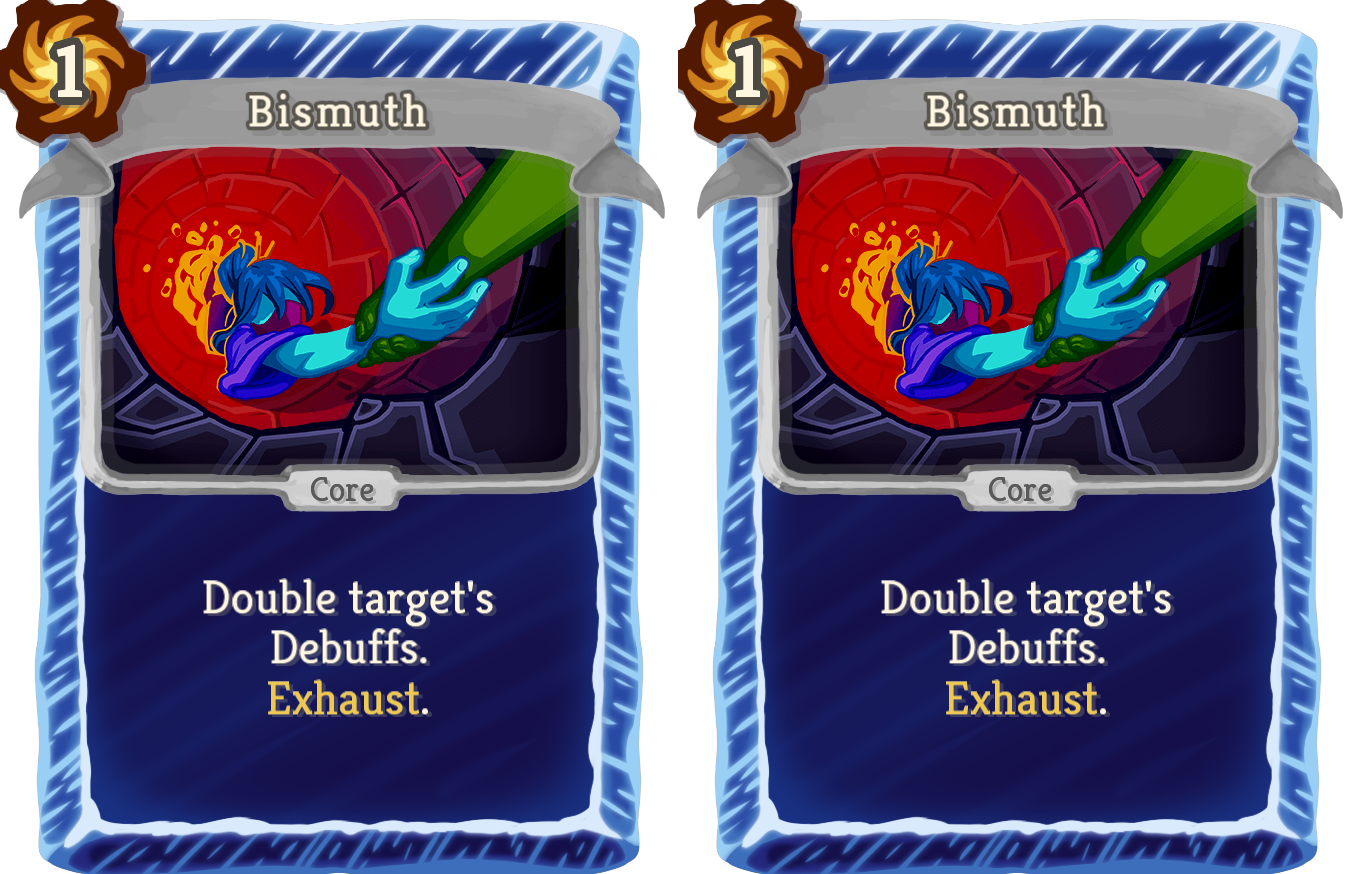 1
Bismuth
Core
Double target's
Debuffs.
Exhaust.
1
Bismuth
Core
Double target's
Debuffs.
Exhaust.